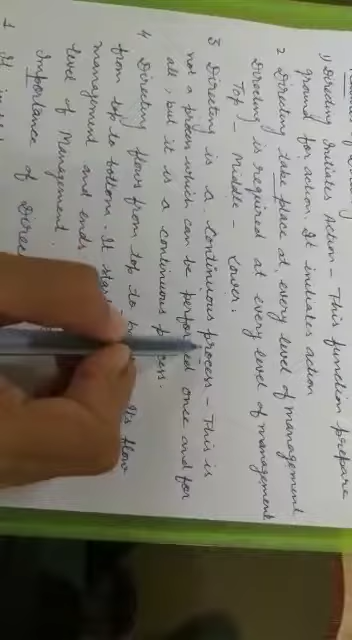 1) Directing Initiates Action - This function prepare
ground for action. It initiates action
2 Directing take place at every level of management
Directing is required at every level of management
Top - Middle - Lower.
3 Directing is a continuous process - This is
not a process which can be performed once and for
all, but it is a continuous process.
4 Directing flows from top to Its flow
from top to bottom. It
management and ends
level of Management.
Importance of
1 It